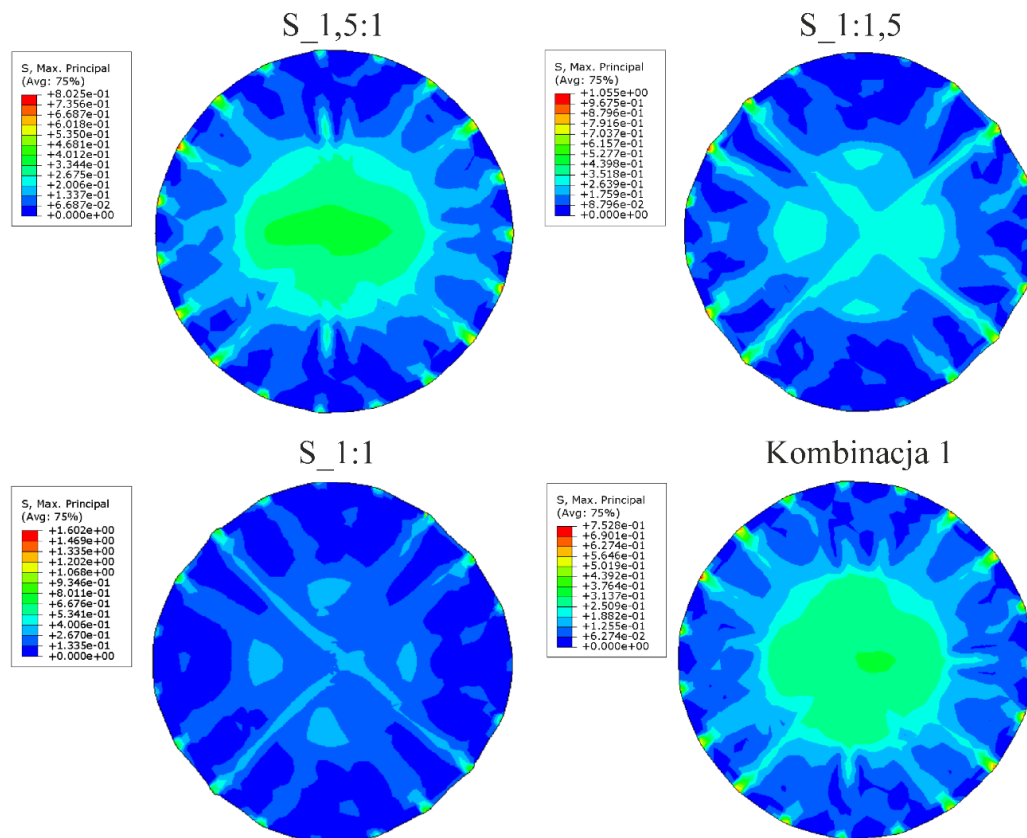 S_1,5:1
S, Max. Principal
(Avg: 75%)
+8.025e-01
+7.356e-01
+6.687e-01
+6.018e-01
+5.350e-01
+4.681e-01
+4.012e-01
+3.344e-01
+2.675e-01
+2.006e-01
+1.337e-01
+6.687e-02
+0.000e+00
S_1:1,5
S, Max. Principal
(Avg: 75%)
+1.055e+00
+9.675e-01
+8.796e-01
+7.916e-01
+7.037e-01
+6.157e-01
+5.277e-01
+4.398e-01
+3.518e-01
+2.639e-01
+1.759e-01
+8.796e-02
+0.000e+00
S_1:1
S, Max. Principal
(Avg: 75%)
+1.602e+00
+1.469e+00
+1.335e+00
+1.202e+00
+1.068e+00
+9.346e-01
+8.011e-01
+6.676e-01
+5.341e-01
+4.006e-01
+2.670e-01
+1.335e-01
+0.000e+00
Kombinacja 1
S, Max. Principal
(Avg: 75%)
+7.528e-01
+6.901e-01
+6.274e-01
+5.646e-01
+5.019e-01
+4.392e-01
+3.764e-01
+3.137e-01
+2.509e-01
+1.882e-01
+1.255e-01
+6.274e-02
+0.000e+00